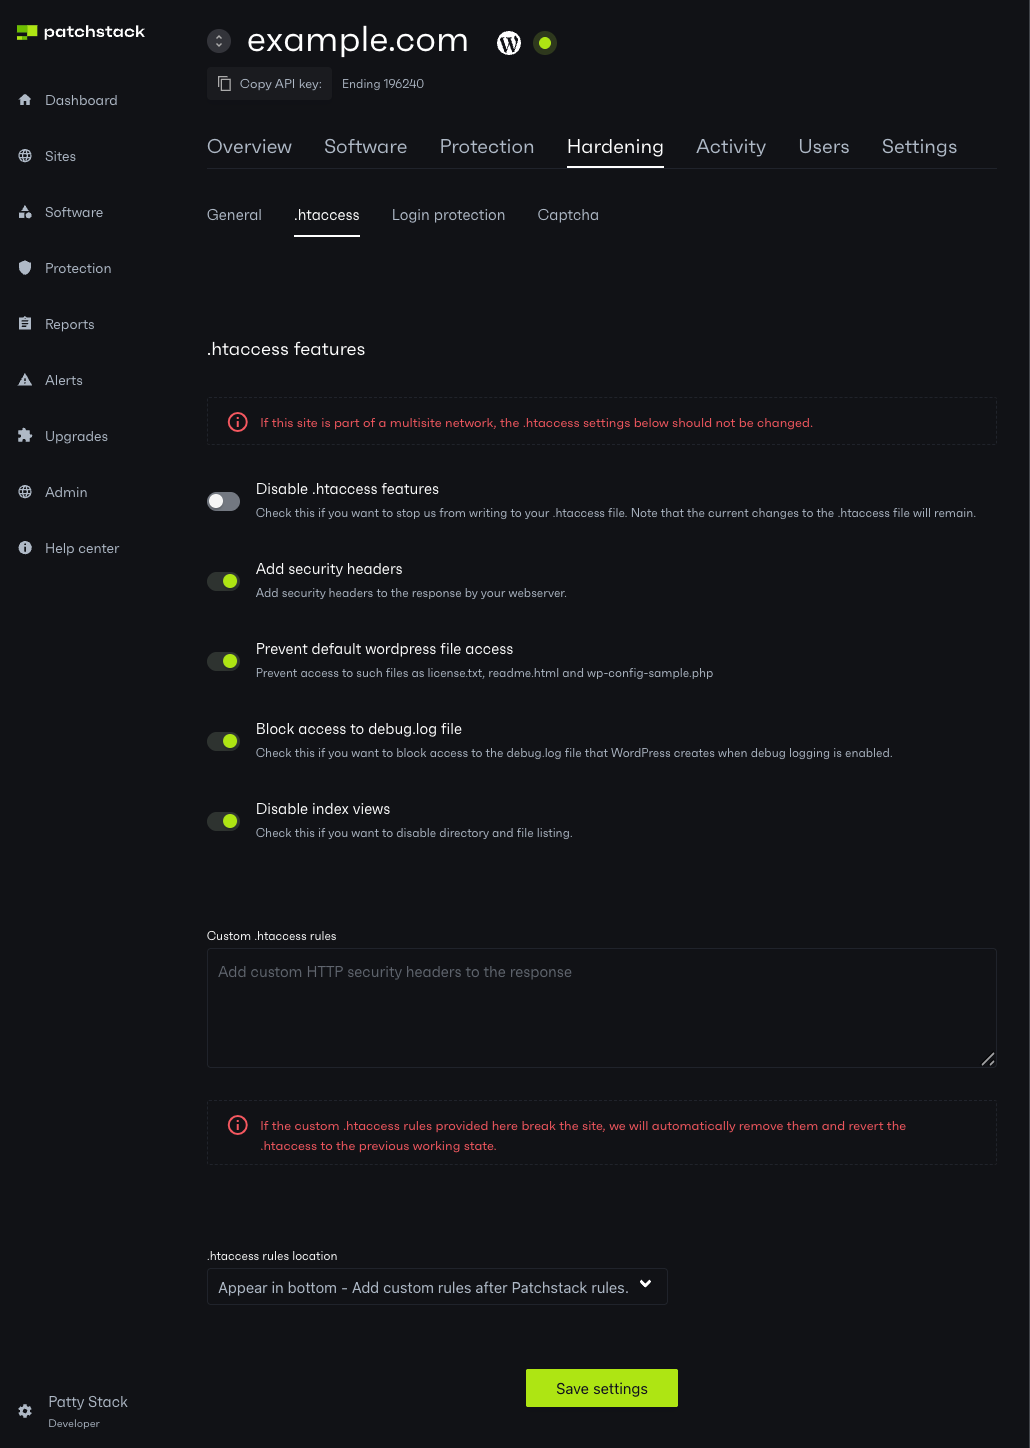 patchstack
Dashboard
Sites
Software
Protection
Reports
Alerts
Upgrades
Admin
Help center
example.com
Copy API key:
Ending 196240
Overview
Software
Protection
Hardening
Activity
Users
Settings
General
.htaccess
Login protection
Captcha
.htaccess features
If this site is part of a multisite network, the .htaccess settings below should not be changed.
Disable .htaccess features
Check this if you want to stop us from writing to your .htaccess file. Note that the current changes to the .htaccess file will remain.
Add security headers
Add security headers to the response by your webserver.
Prevent default wordpress file access
Prevent access to such files as license.txt, readme.html and wp-config-sample.php
Block access to debug.log file
Check this if you want to block access to the debug.log file that WordPress creates when debug logging is enabled.
Disable index views
Check this if you want to disable directory and file listing.
Custom .htaccess rules
Add custom HTTP security headers to the response
If the custom .htaccess rules provided here break the site, we will automatically remove them and revert the
.htaccess to the previous working state.
.htaccess rules location
Appear in bottom - Add custom rules after Patchstack rules.
Save settings
Patty Stack
Developer